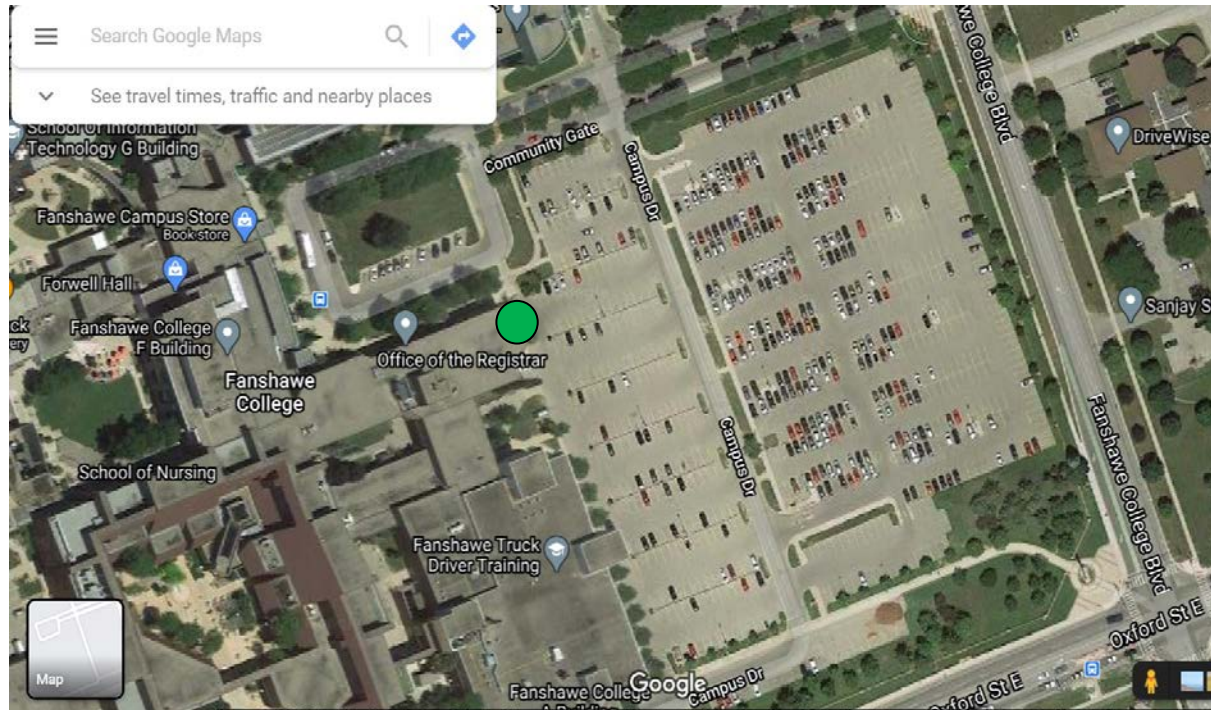 Search Google Maps
See travel times, traffic and nearby places
School Of Information
Technology G Building
Community Gate
Campus Dr
we College Blvd
DriveWise
Fanshawe Campus Store
Book store
Forwell Hall
ck
ery
Fanshawe College
F Building
Office of the Registrar
Sanjay S
Fanshawe
College
School of Nursing
Campus Dr
Fanshawe College Blvd
Fanshawe Truck
Driver Training
Map
Fanshawe College
Google
Campus Dr
Oxford St E
Oxford St E